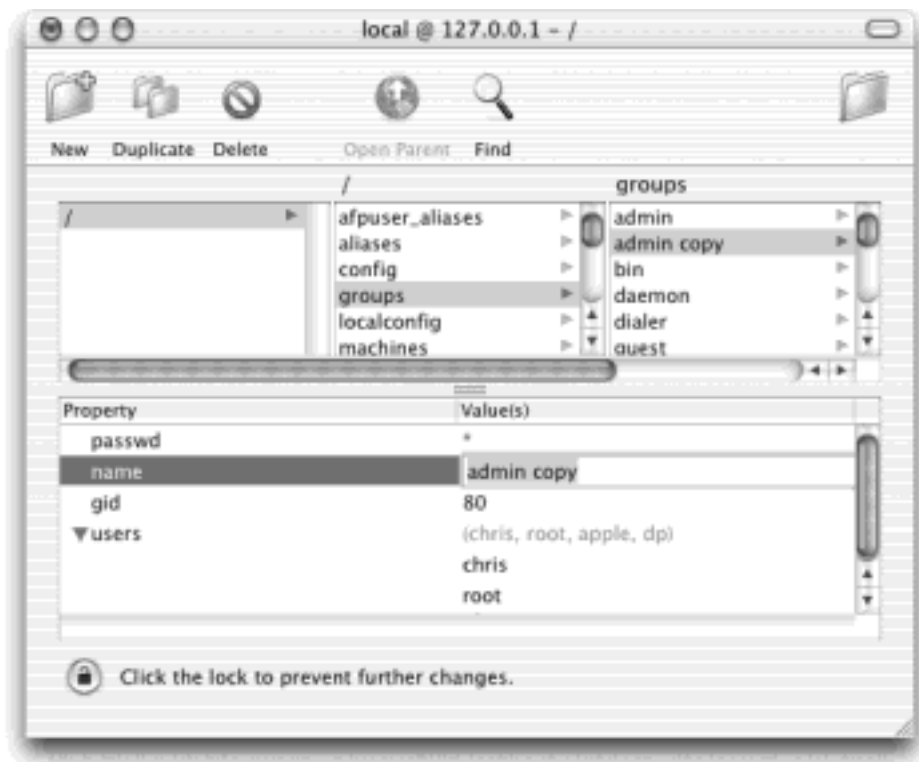 local @ 127.0.0.1 - /
New Duplicate Delete Open Parent Find
/ groups
/ afpuser_aliases admin
aliases admin copy
config bin
groups daemon
localconfig dialer
machines guest
Property Value(s)
passwd *
name admin copy
gid 80
users (chris, root, apple, dp)
chris
root
Click the lock to prevent further changes.